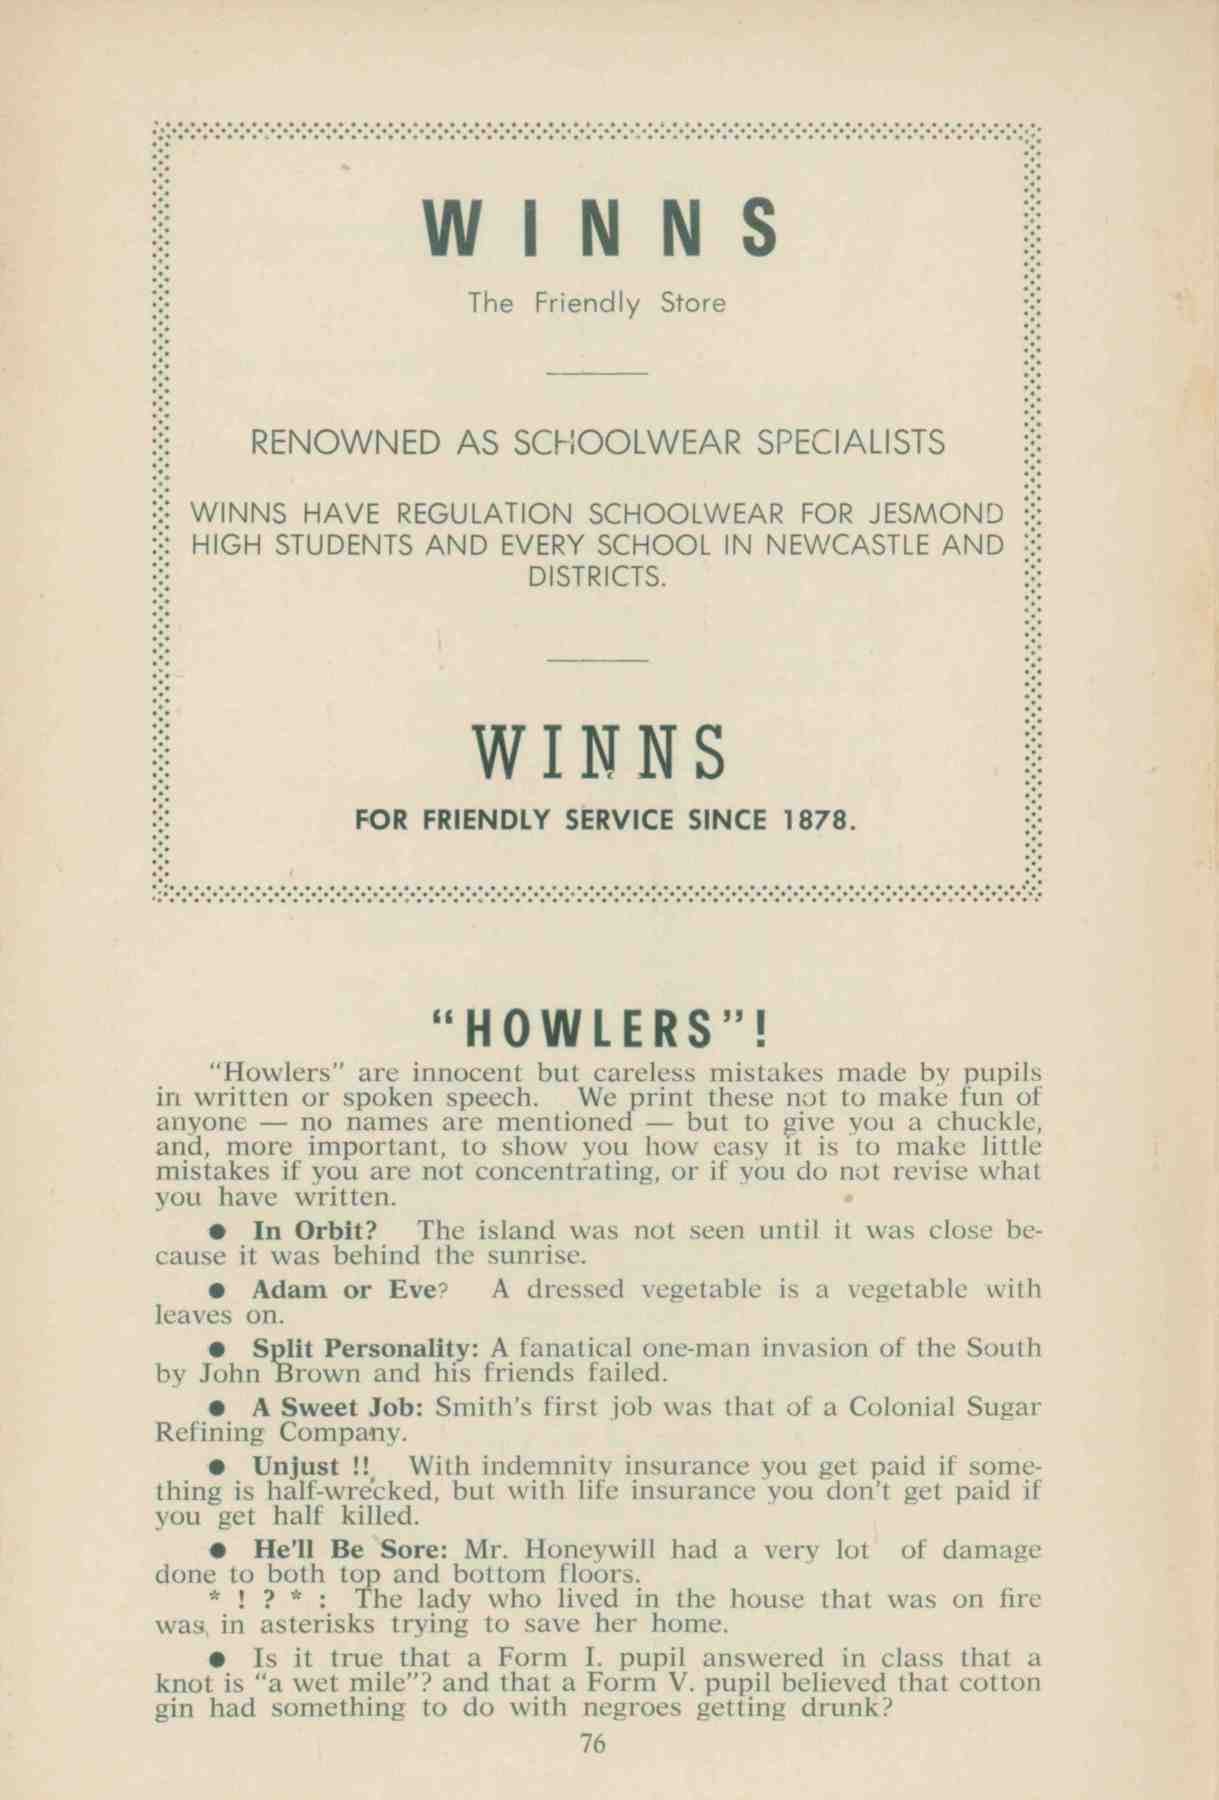 WINNS
The Friendly Store
RENOWNED AS SCHOOLWEAR SPECIALISTS
WINNS HAVE REGULATION SCHOOLWEAR FOR JESMOND
HIGH STUDENTS AND EVERY SCHOOL IN NEWCASTLE AND
DISTRICTS.
WINNS
FOR FRIENDLY SERVICE SINCE 1878.
"HOWLERS"!
"Howlers" are innocent but careless mistakes made by pupils
in written or spoken speech. We print these not to make fun of
anyone — no names are mentioned — but to give you a chuckle,
and, more important, to show you how easy it is to make little
mistakes if you are not concentrating, or if you do not revise what
you have written.
● In Orbit? The island was not seen until it was close be-
cause it was behind the sunrise.
● Adam or Eve? A dressed vegetable is a vegetable with
leaves on.
● Split Personality: A fanatical one-man invasion of the South
by John Brown and his friends failed.
● A Sweet Job: Smith's first job was that of a Colonial Sugar
Refining Company.
● Unjust !! With indemnity insurance you get paid if some-
thing is half-wrecked, but with life insurance you don't get paid if
you get half killed.
● He'll Be Sore: Mr. Honeywill had a very lot of damage
done to both top and bottom floors.
* ! ? * : The lady who lived in the house that was on fire
was in asterisks trying to save her home.
● Is it true that a Form I. pupil answered in class that a
knot is "a wet mile"? and that a Form V. pupil believed that cotton
gin had something to do with negroes getting drunk?
76